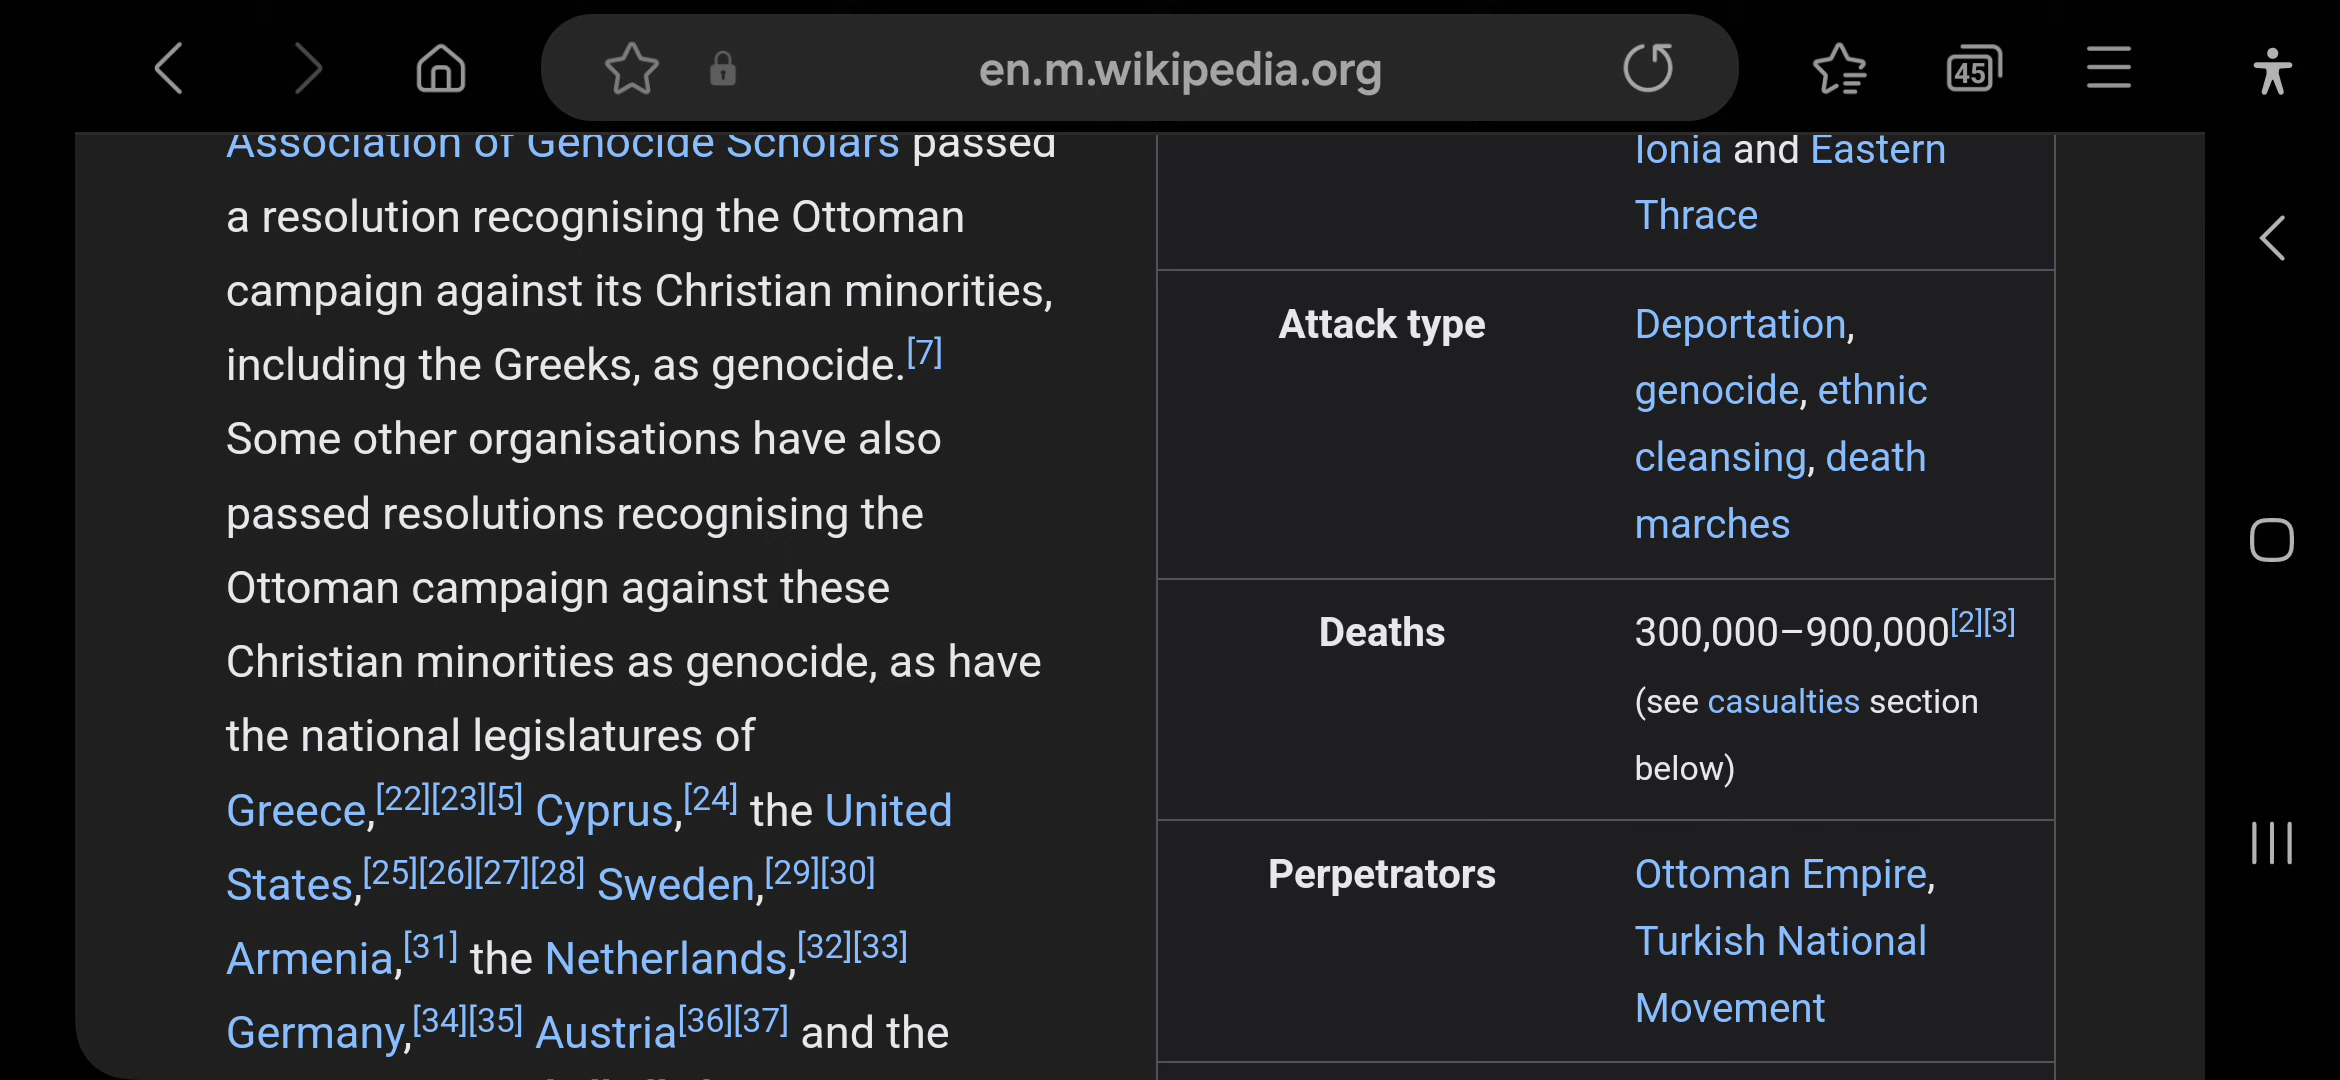 en.m.wikipedia.org
45
Association of Genocide Scholars passed
a resolution recognising the Ottoman
campaign against its Christian minorities,
including the Greeks, as genocide.[7]
Some other organisations have also
passed resolutions recognising the
Ottoman campaign against these
Christian minorities as genocide, as have
the national legislatures of
Greece,[22][23][5] Cyprus,[24] the United
States,[25][26][27][28] Sweden,[29][30]
Armenia,[31] the Netherlands,[32][33]
Germany,[34][35] Austria[36][37] and the
Ionia and Eastern
Thrace
Attack type
Deportation,
genocide, ethnic
cleansing, death
marches
Deaths
300,000–900,000[2][3]
(see casualties section
below)
Perpetrators
Ottoman Empire,
Turkish National
Movement